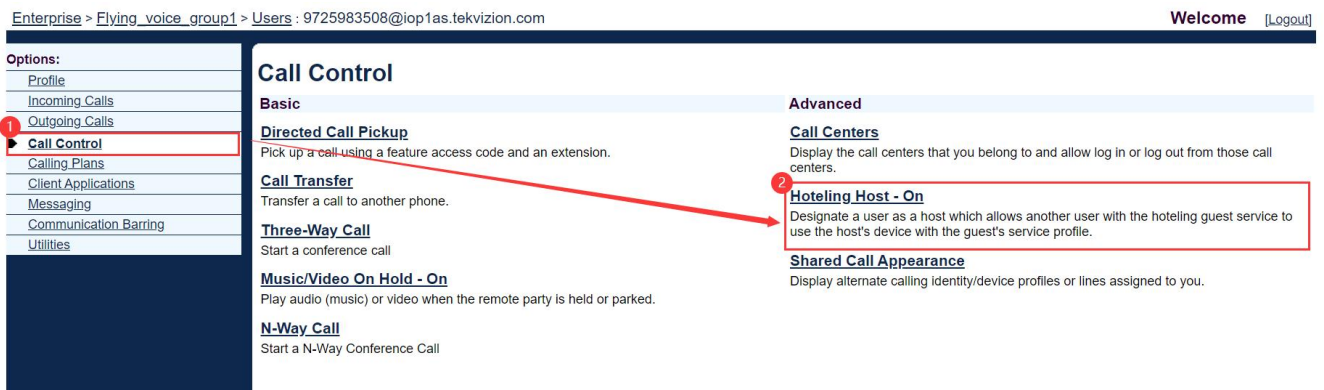 Enterprise > Flying_voice_group1 > Users : 9725983508@iop1as.tekvizion.com
Welcome [Logout]
Options:
Profile
Incoming Calls
Outgoing Calls
1
Call Control
Calling Plans
Client Applications
Messaging
Communication Barring
Utilities
Call Control
Basic
Directed Call Pickup
Pick up a call using a feature access code and an extension.
Call Transfer
Transfer a call to another phone.
Three-Way Call
Start a conference call
Music/Video On Hold - On
Play audio (music) or video when the remote party is held or parked.
N-Way Call
Start a N-Way Conference Call
Advanced
Call Centers
Display the call centers that you belong to and allow log in or log out from those call
centers.
2
Hoteling Host - On
Designate a user as a host which allows another user with the hoteling guest service to
use the host's device with the guest's service profile.
Shared Call Appearance
Display alternate calling identity/device profiles or lines assigned to you.